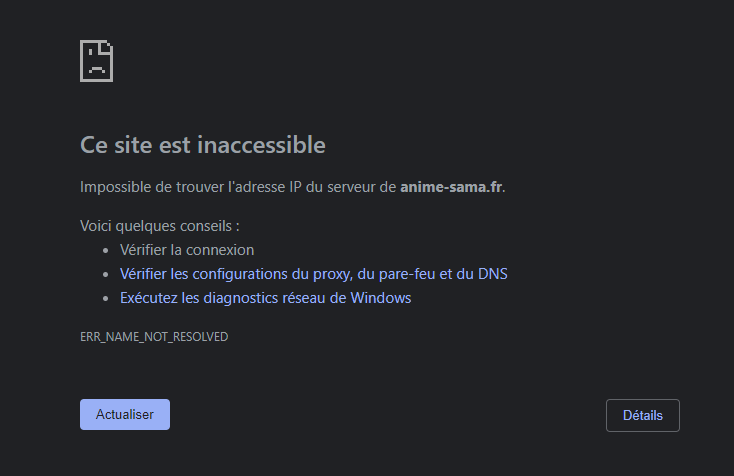 Ce site est inaccessible
Impossible de trouver l'adresse IP du serveur de anime-sama.fr.
Voici quelques conseils :
• Vérifier la connexion
• Vérifier les configurations du proxy, du pare-feu et du DNS
• Exécutez les diagnostics réseau de Windows
ERR_NAME_NOT_RESOLVED
Actualiser
Détails